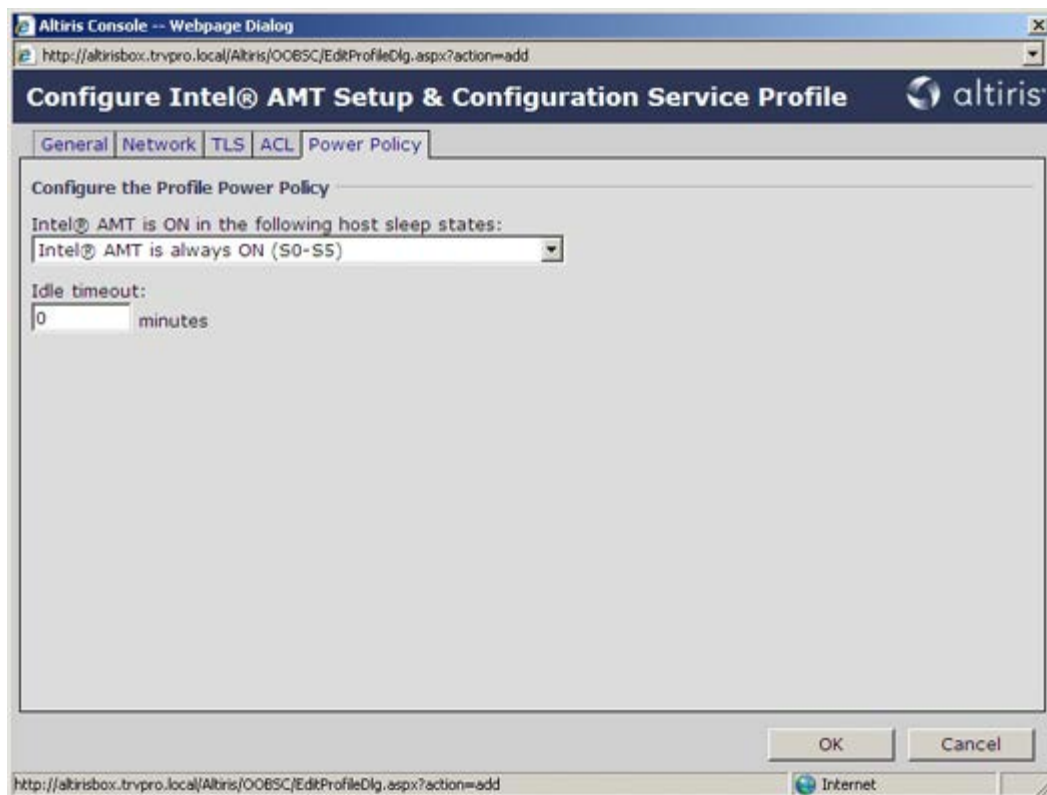 Altiris Console -- Webpage Dialog
http://altirisbox.trvpro.local/Altiris/OOBSC/EditProfileDlg.aspx?action=add
Configure Intel® AMT Setup & Configuration Service Profile
altiris
General Network TLS ACL Power Policy
Configure the Profile Power Policy
Intel® AMT is ON in the following host sleep states:
Intel® AMT is always ON (S0-S5)
Idle timeout:
0 minutes
OK Cancel
http://altirisbox.trvpro.local/Altiris/OOBSC/EditProfileDlg.aspx?action=add Internet